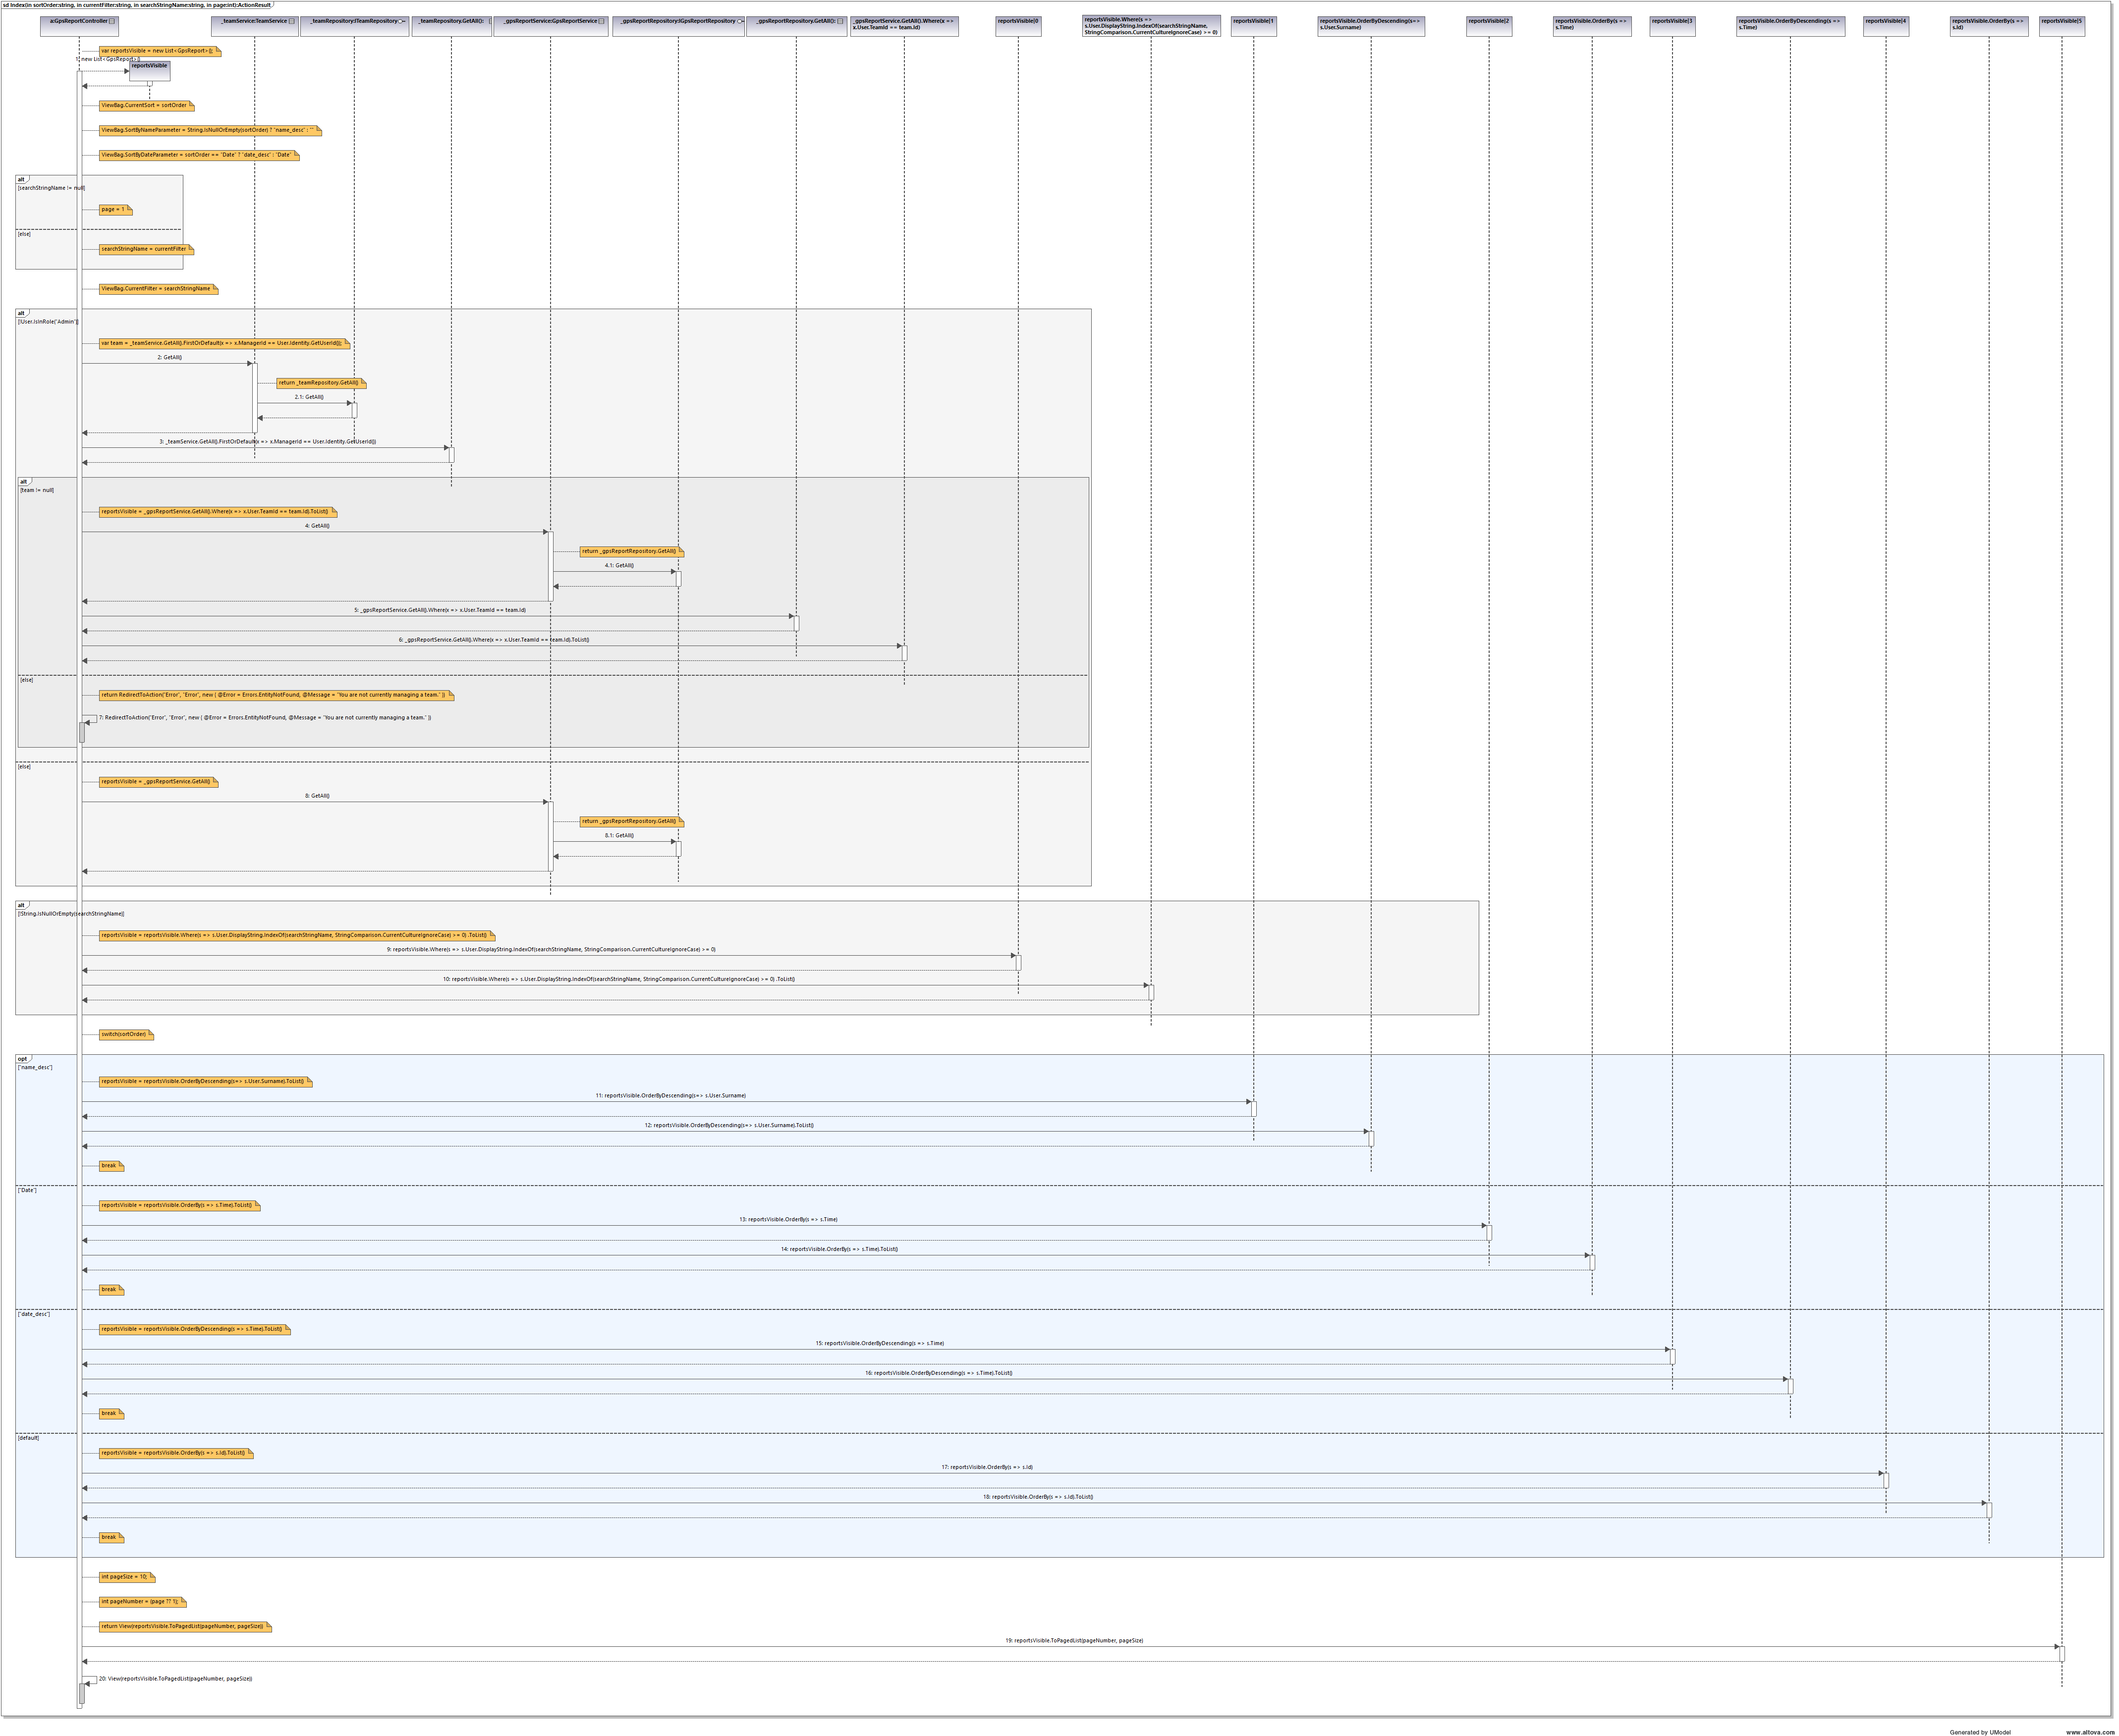 sd Index(in sortOrder:string, in currentFilter:string, in searchStringName:string, in page:int):ActionResult
a:GpsReportController
_teamService:TeamService
_teamRepository:ITeamRepository
_teamRepository.GetAll():
_gpsReportService:GpsReportService
_gpsReportRepository:IGpsReportRepository
_gpsReportRepository.GetAll():
_gpsReportService.GetAll().Where(x =>
x.User.TeamId == team.Id)
reportsVisible|0
reportsVisible.Where(s =>
s.User.DisplayString.IndexOf(searchStringName,
StringComparison.CurrentCultureIgnoreCase) >= 0)
reportsVisible|1
reportsVisible.OrderByDescending(s=>
s.User.Surname)
reportsVisible|2
reportsVisible.OrderBy(s =>
s.Time)
reportsVisible|3
reportsVisible.OrderByDescending(s =>
s.Time)
reportsVisible|4
reportsVisible.OrderBy(s =>
s.Id)
reportsVisible|5
var reportsVisible = new List<GpsReport>();
1: new List<GpsReport>()
reportsVisible
ViewBag.CurrentSort = sortOrder
ViewBag.SortByNameParameter = String.IsNullOrEmpty(sortOrder) ? "name_desc" : ""
ViewBag.SortByDateParameter = sortOrder == "Date" ? "date_desc" : "Date"
alt
[searchStringName != null]
page = 1
[else]
searchStringName = currentFilter
ViewBag.CurrentFilter = searchStringName
alt
[!User.IsInRole("Admin")]
var team = _teamService.GetAll().FirstOrDefault(x => x.ManagerId == User.Identity.GetUserId());
2: GetAll()
return _teamRepository.GetAll()
2.1: GetAll()
3: _teamService.GetAll().FirstOrDefault(x => x.ManagerId == User.Identity.GetUserId())
alt
[team != null]
reportsVisible = _gpsReportService.GetAll().Where(x => x.User.TeamId == team.Id).ToList()
4: GetAll()
return _gpsReportRepository.GetAll()
4.1: GetAll()
5: _gpsReportService.GetAll().Where(x => x.User.TeamId == team.Id)
6: _gpsReportService.GetAll().Where(x => x.User.TeamId == team.Id).ToList()
[else]
return RedirectToAction("Error", "Error", new { @Error = Errors.EntityNotFound, @Message = "You are not currently managing a team." })
7: RedirectToAction("Error", "Error", new { @Error = Errors.EntityNotFound, @Message = "You are not currently managing a team." })
[else]
reportsVisible = _gpsReportService.GetAll()
8: GetAll()
return _gpsReportRepository.GetAll()
8.1: GetAll()
alt
[!String.IsNullOrEmpty(searchStringName)]
reportsVisible = reportsVisible.Where(s => s.User.DisplayString.IndexOf(searchStringName, StringComparison.CurrentCultureIgnoreCase) >= 0) .ToList()
9: reportsVisible.Where(s => s.User.DisplayString.IndexOf(searchStringName, StringComparison.CurrentCultureIgnoreCase) >= 0)
10: reportsVisible.Where(s => s.User.DisplayString.IndexOf(searchStringName, StringComparison.CurrentCultureIgnoreCase) >= 0) .ToList()
switch(sortOrder)
opt
["name_desc"]
reportsVisible = reportsVisible.OrderByDescending(s=> s.User.Surname).ToList()
11: reportsVisible.OrderByDescending(s=> s.User.Surname)
12: reportsVisible.OrderByDescending(s=> s.User.Surname).ToList()
break
["Date"]
reportsVisible = reportsVisible.OrderBy(s => s.Time).ToList()
13: reportsVisible.OrderBy(s => s.Time)
14: reportsVisible.OrderBy(s => s.Time).ToList()
break
["date_desc"]
reportsVisible = reportsVisible.OrderByDescending(s => s.Time).ToList()
15: reportsVisible.OrderByDescending(s => s.Time)
16: reportsVisible.OrderByDescending(s => s.Time).ToList()
break
[default]
reportsVisible = reportsVisible.OrderBy(s => s.Id).ToList()
17: reportsVisible.OrderBy(s => s.Id)
18: reportsVisible.OrderBy(s => s.Id).ToList()
break
int pageSize = 10;
int pageNumber = (page ?? 1);
return View(reportsVisible.ToPagedList(pageNumber, pageSize))
19: reportsVisible.ToPagedList(pageNumber, pageSize)
20: View(reportsVisible.ToPagedList(pageNumber, pageSize))
Generated by UModel
www.altova.com